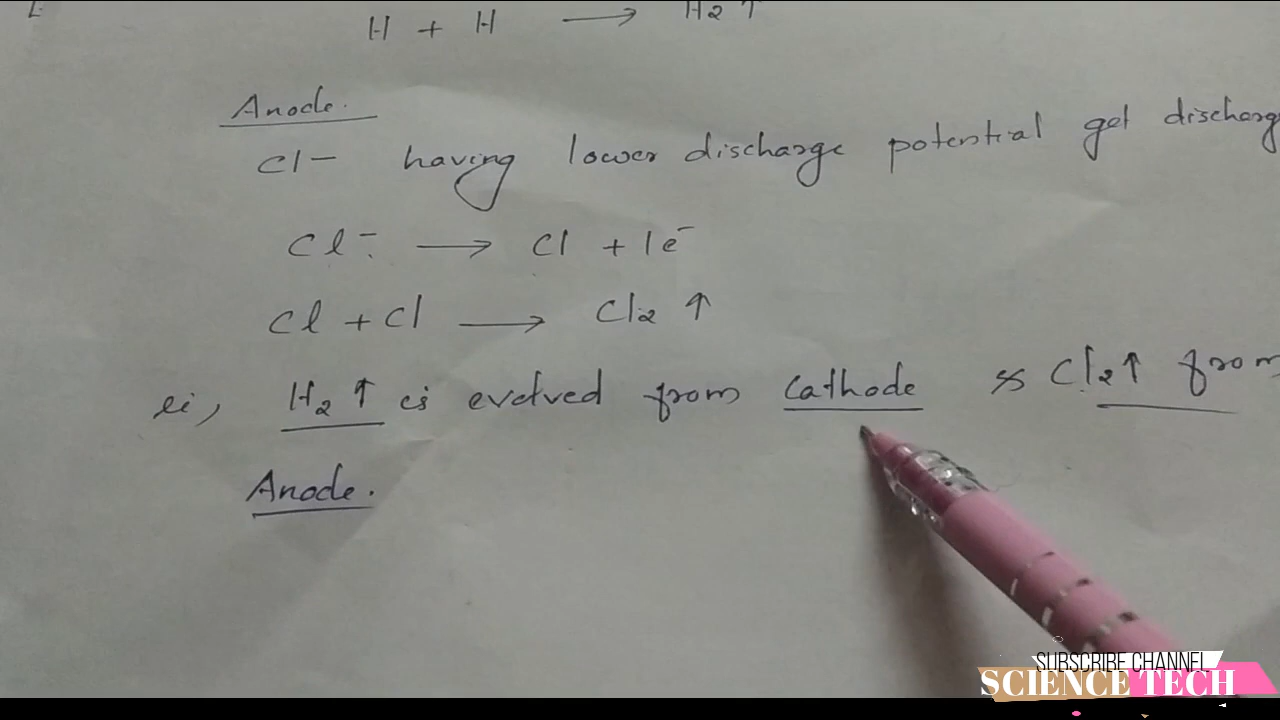 H + H ⟶ H2 ↑
Anode.
Cl− having lower discharge potential get discharg
Cl− : ⟶ Cl + 1e−
Cl + Cl ⟶ Cl2 ↑
ie, H2 ↑ is evolved from Cathode & Cl2 ↑ from
Anode.
SUBSCRIBE CHANNEL
SCIENCE TECH